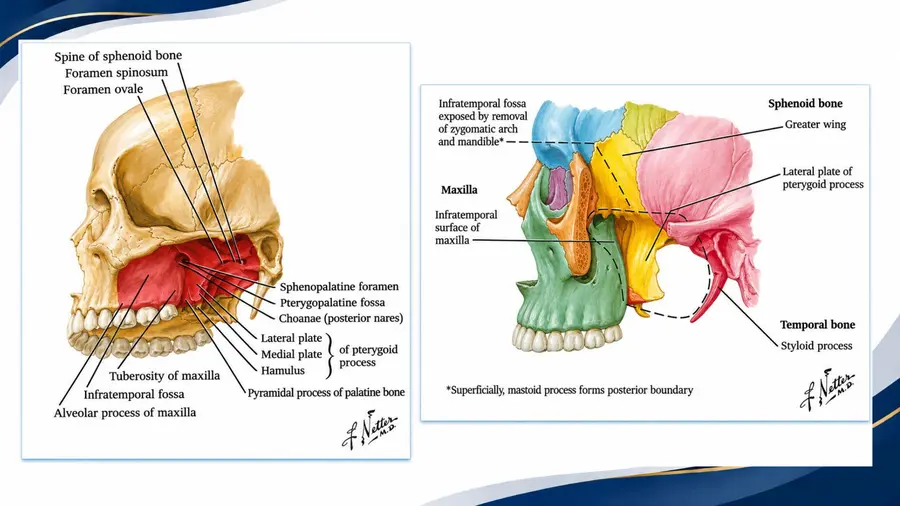 Spine of sphenoid bone
Foramen spinosum
Foramen ovale
Sphenopalatine foramen
Pterygopalatine fossa
Choanae (posterior nares)
Lateral plate
Medial plate
Hamulus
of pterygoid
process
Tuberosity of maxilla
Infratemporal fossa
Alveolar process of maxilla
Pyramidal process of palatine bone
F. Netter
M.D.
Infratemporal fossa
exposed by removal
of zygomatic arch
and mandible*
Maxilla
Infratemporal
surface of
maxilla
Sphenoid bone
Greater wing
Lateral plate of
pterygoid process
Temporal bone
Styloid process
*Superficially, mastoid process forms posterior boundary
F. Netter
M.D.